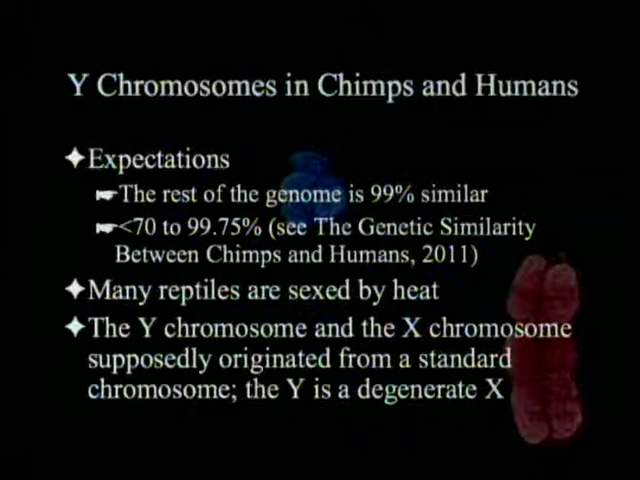 Y Chromosomes in Chimps and Humans
Expectations
The rest of the genome is 99% similar
<70 to 99.75% (see The Genetic Similarity
Between Chimps and Humans, 2011)
Many reptiles are sexed by heat
The Y chromosome and the X chromosome
supposedly originated from a standard
chromosome; the Y is a degenerate X